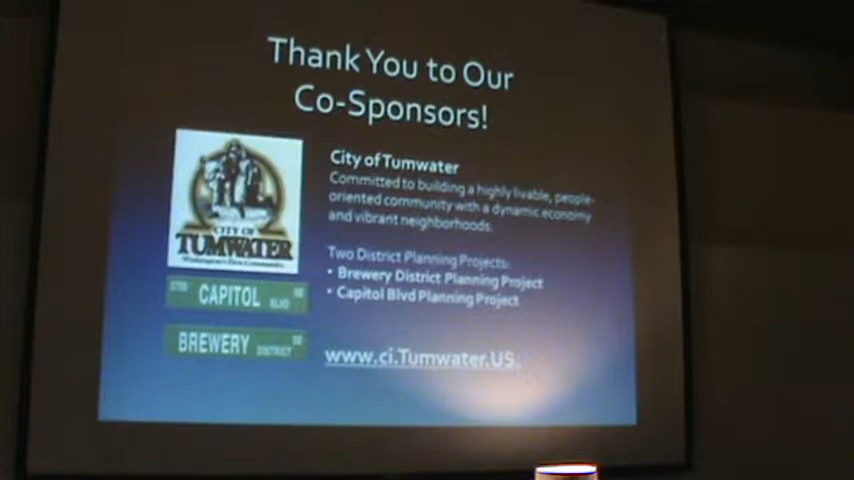 Thank You to Our
Co-Sponsors!
City of Tumwater
Committed to building a highly livable, people-
oriented community with a dynamic economy
and vibrant neighborhoods.
Two District Planning Projects:
• Brewery District Planning Project
• Capitol Blvd Planning Project
www.ci.Tumwater.US.
CITY OF
TUMWATER
CAPITOL BLVD
BREWERY DISTRICT